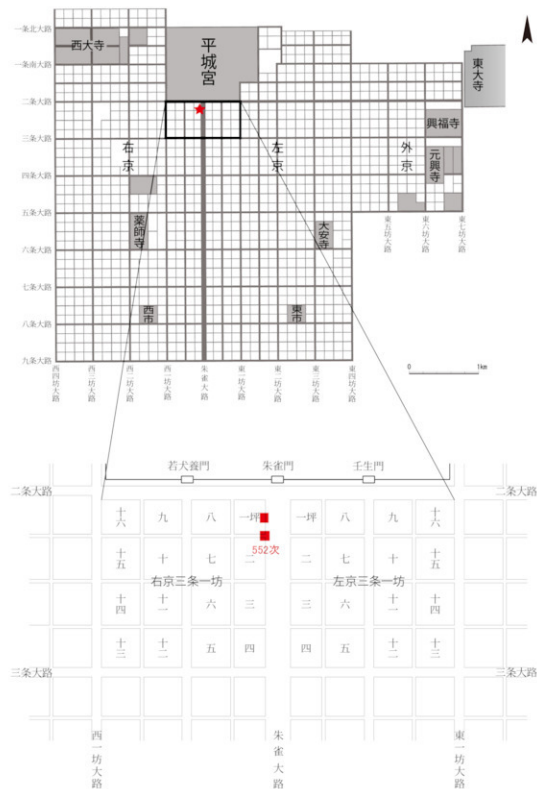 一条北大路
西大寺
平城宮
一条南大路
東大寺
二条大路
興福寺
三条大路
右京
左京
外京
元興寺
四条大路
五条大路
薬師寺
大安寺
東五坊大路
東六坊大路
東七坊大路
六条大路
七条大路
西市
東市
八条大路
九条大路
西四坊大路
西三坊大路
西二坊大路
西一坊大路
朱雀大路
東一坊大路
東二坊大路
東三坊大路
東四坊大路
0 1km
若犬養門 朱雀門 壬生門
二条大路 二条大路
十六 九 八 一坪 一坪 八 九 十六
552次
十五 十 七 二 二 七 十 十五
右京三条一坊 左京三条一坊
十四 十一 六 三 三 六 十一 十四
十三 十二 五 四 四 五 十二 十三
三条大路 三条大路
西一坊大路
朱雀大路
東一坊大路